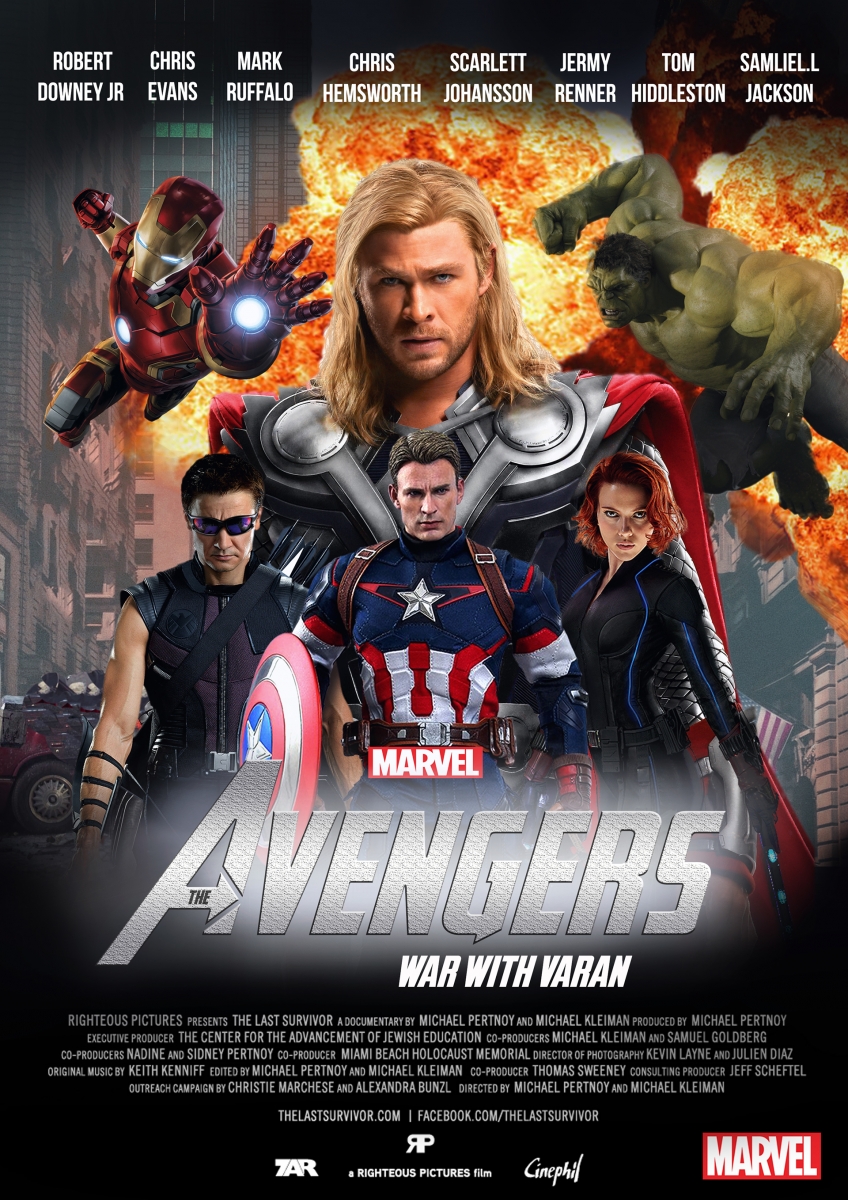 ROBERT DOWNEY JR
CHRIS EVANS
MARK RUFFALO
CHRIS HEMSWORTH
SCARLETT JOHANSSON
JERMY RENNER
TOM HIDDLESTON
SAMLIEL.L JACKSON
MARVEL
THE AVENGERS
WAR WITH VARAN
RIGHTEOUS PICTURES PRESENTS THE LAST SURVIVOR A DOCUMENTARY BY MICHAEL PERTNOY AND MICHAEL KLEIMAN PRODUCED BY MICHAEL PERTNOY
EXECUTIVE PRODUCER THE CENTER FOR THE ADVANCEMENT OF JEWISH EDUCATION CO-PRODUCERS MICHAEL KLEIMAN AND SAMUEL GOLDBERG
CO-PRODUCERS NADINE AND SIDNEY PERTNOY CO-PRODUCER MIAMI BEACH HOLOCAUST MEMORIAL DIRECTOR OF PHOTOGRAPHY KEVIN LAYNE AND JULIEN DIAZ
ORIGINAL MUSIC BY KEITH KENNIFF EDITED BY MICHAEL PERTNOY AND MICHAEL KLEIMAN CO-PRODUCER THOMAS SWEENEY CONSULTING PRODUCER JEFF SCHEFTEL
OUTREACH CAMPAIGN BY CHRISTIE MARCHESE AND ALEXANDRA BUNZL DIRECTED BY MICHAEL PERTNOY AND MICHAEL KLEIMAN
THELASTSURVIVOR.COM | FACEBOOK.COM/THELASTSURVIVOR
RP
7AR
a RIGHTEOUS PICTURES film
Cinephil
MARVEL